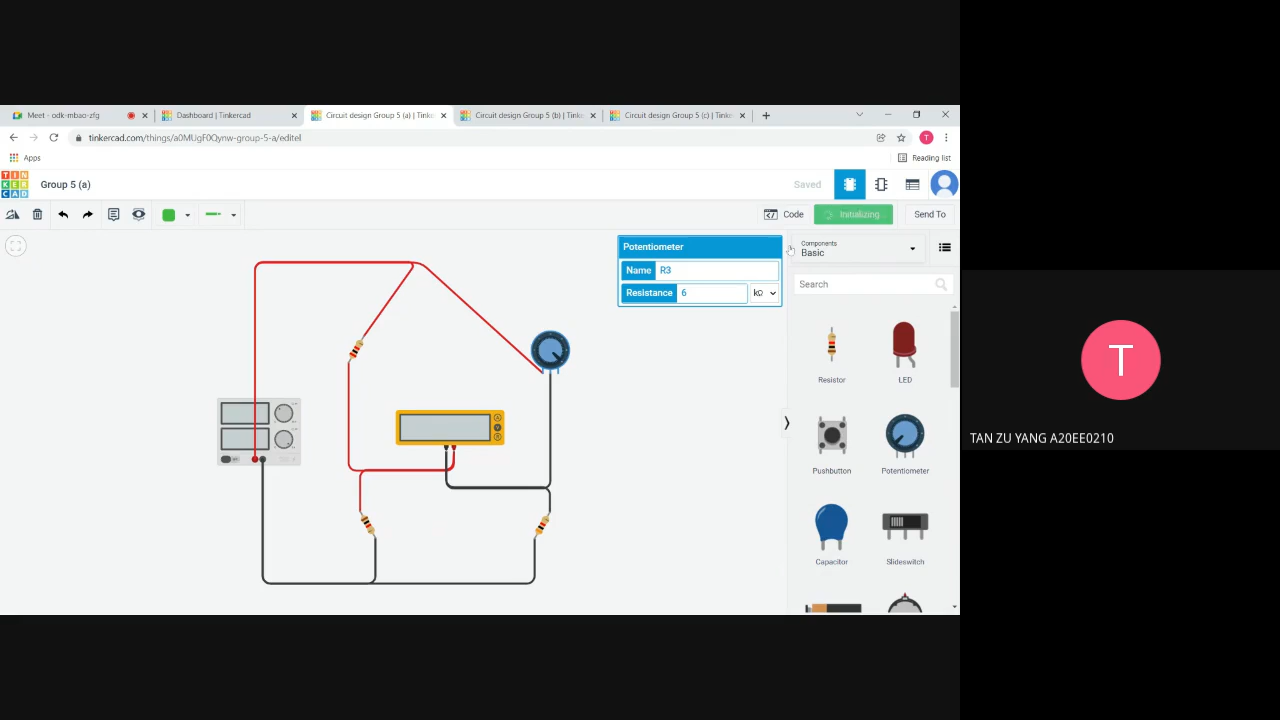 Meet - odk-mbao-zfg
Dashboard | Tinkercad
Circuit design Group 5 (a) | Tinke
Circuit design Group 5 (b) | Tinke
Circuit design Group 5 (c) | Tinke
tinkercad.com/things/a0MUgF0Qynw-group-5-a/editel
T
Apps
Reading list
TIN
KER
CAD
Group 5 (a)
Saved
Code
Initializing
Send To
Potentiometer
Name R3
Resistance 6 kΩ
Components
Basic
Search
Resistor
LED
Pushbutton
Potentiometer
Capacitor
Slideswitch
T
TAN ZU YANG A20EE0210